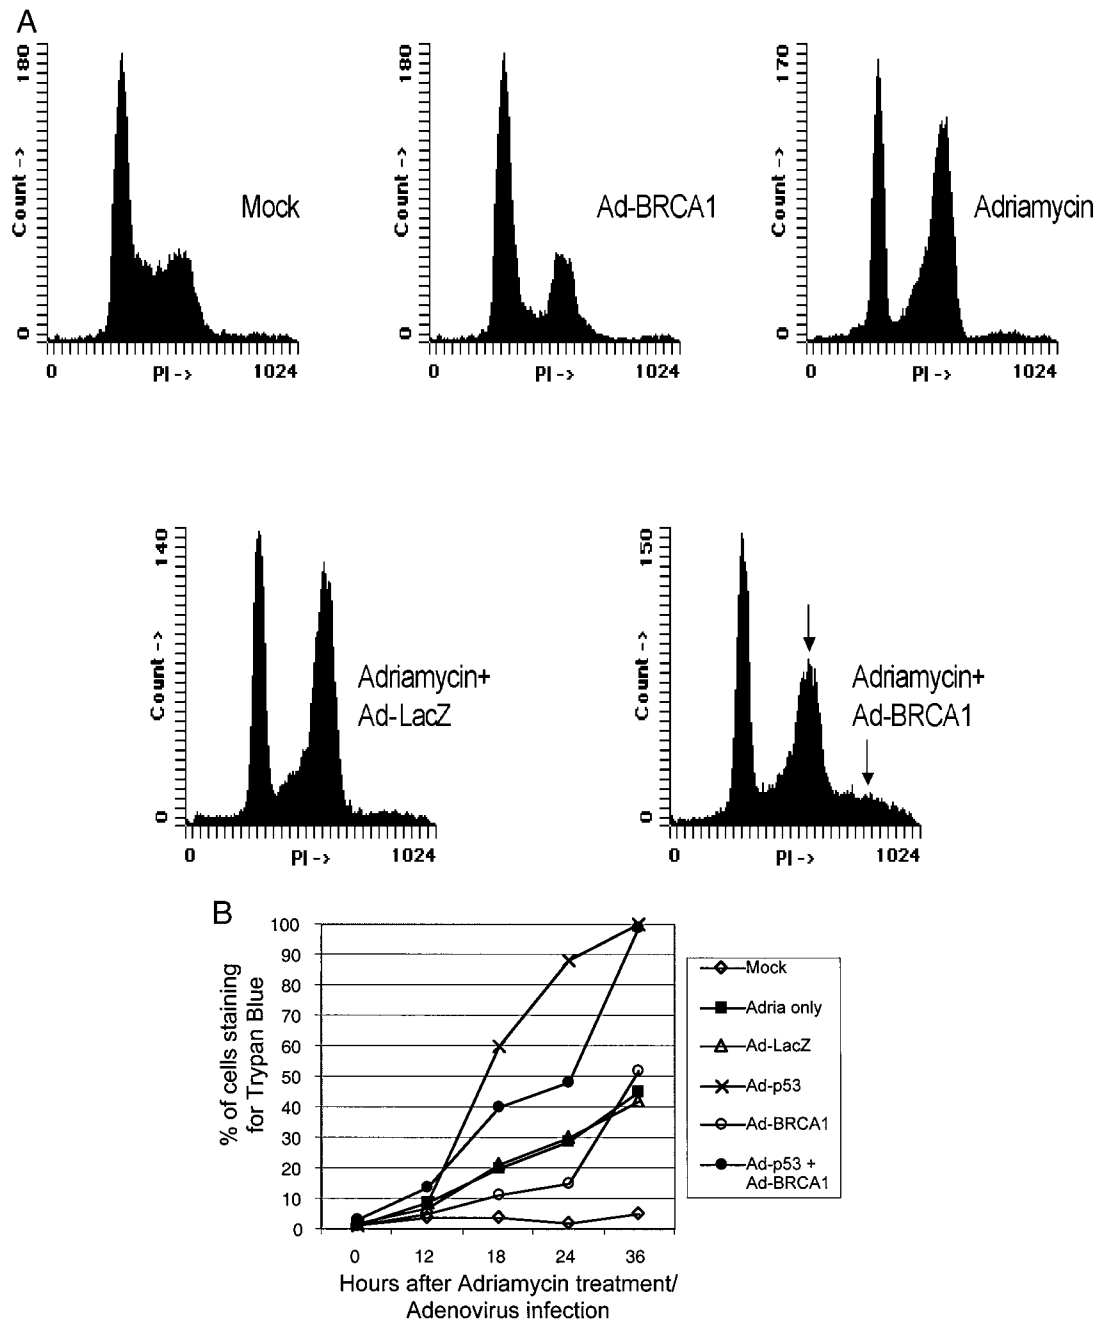 A
180
Count ->
0
0
PI ->
1024
Mock
180
Count ->
0
0
PI ->
1024
Ad-BRCA1
170
Count ->
0
0
PI ->
1024
Adriamycin
140
Count ->
0
0
PI ->
1024
Adriamycin+
Ad-LacZ
150
Count ->
0
0
PI ->
1024
Adriamycin+
Ad-BRCA1
B
100
90
80
70
60
50
40
30
20
10
0
% of cells staining
for Trypan Blue
0 12 18 24 36
Hours after Adriamycin treatment/
Adenovirus infection
Mock
Adria only
Ad-LacZ
Ad-p53
Ad-BRCA1
Ad-p53 +
Ad-BRCA1